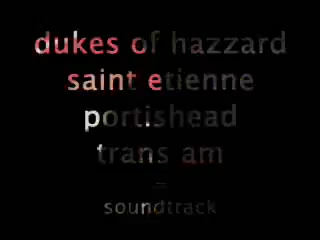 dukes of hazzard
saint etienne
portishead
trans am
soundtrack